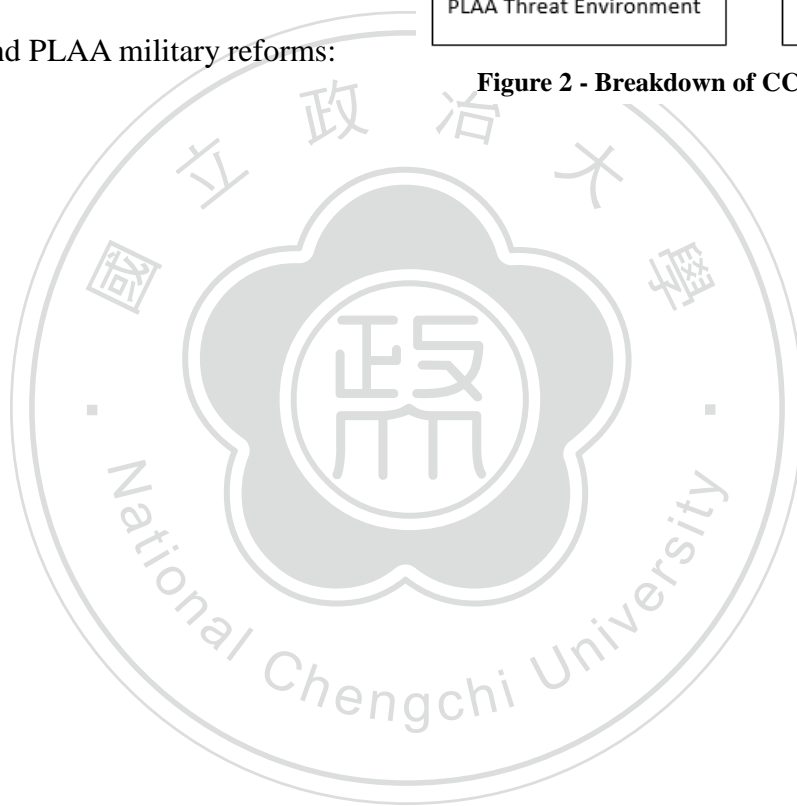 PLAA Threat Environment
nd PLAA military reforms:
Figure 2 - Breakdown of CC
國立政治大學
政
National Chengchi University